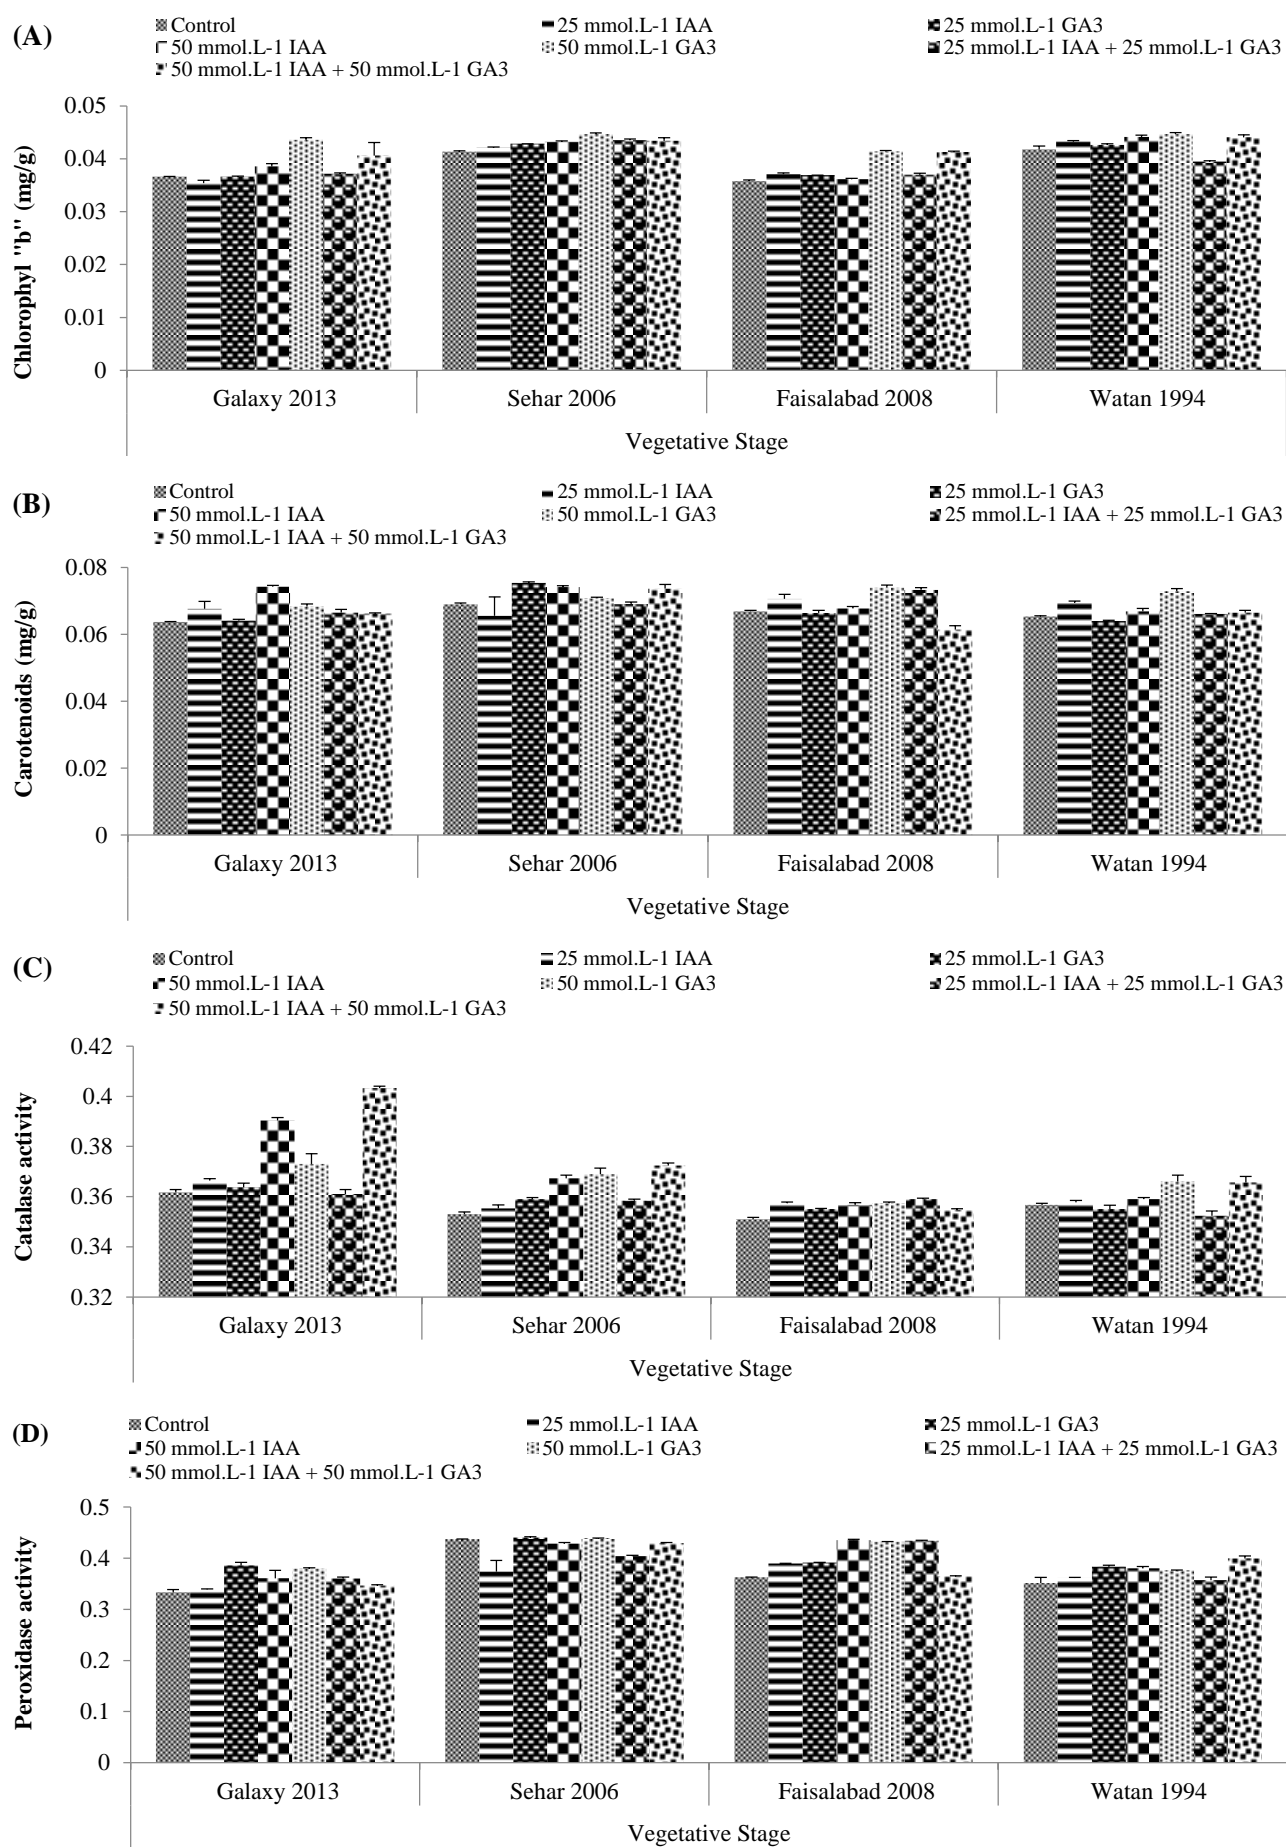 (A)
Control 25 mmol.L-1 IAA 25 mmol.L-1 GA3
50 mmol.L-1 IAA 50 mmol.L-1 GA3 25 mmol.L-1 IAA + 25 mmol.L-1 GA3
50 mmol.L-1 IAA + 50 mmol.L-1 GA3
Chlorophyl "b" (mg/g)
0.05
0.04
0.03
0.02
0.01
0
Galaxy 2013 Sehar 2006 Faisalabad 2008 Watan 1994
Vegetative Stage
(B)
Control 25 mmol.L-1 IAA 25 mmol.L-1 GA3
50 mmol.L-1 IAA 50 mmol.L-1 GA3 25 mmol.L-1 IAA + 25 mmol.L-1 GA3
50 mmol.L-1 IAA + 50 mmol.L-1 GA3
Carotenoids (mg/g)
0.08
0.06
0.04
0.02
0
Galaxy 2013 Sehar 2006 Faisalabad 2008 Watan 1994
Vegetative Stage
(C)
Control 25 mmol.L-1 IAA 25 mmol.L-1 GA3
50 mmol.L-1 IAA 50 mmol.L-1 GA3 25 mmol.L-1 IAA + 25 mmol.L-1 GA3
50 mmol.L-1 IAA + 50 mmol.L-1 GA3
Catalase activity
0.42
0.4
0.38
0.36
0.34
0.32
Galaxy 2013 Sehar 2006 Faisalabad 2008 Watan 1994
Vegetative Stage
(D)
Control 25 mmol.L-1 IAA 25 mmol.L-1 GA3
50 mmol.L-1 IAA 50 mmol.L-1 GA3 25 mmol.L-1 IAA + 25 mmol.L-1 GA3
50 mmol.L-1 IAA + 50 mmol.L-1 GA3
Peroxidase activity
0.5
0.4
0.3
0.2
0.1
0
Galaxy 2013 Sehar 2006 Faisalabad 2008 Watan 1994
Vegetative Stage